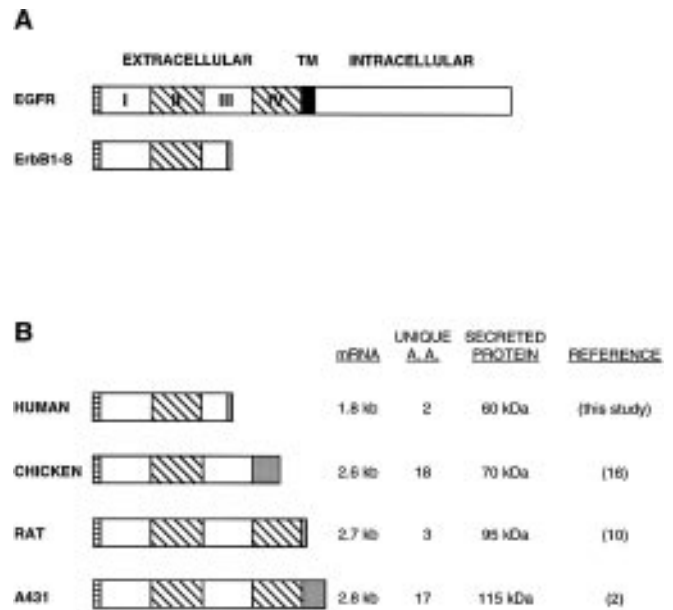 A
EXTRACELLULAR TM INTRACELLULAR
EGFR I II III IV
ErbB1-S
B
UNIQUE SECRETED
mRNA A. A. PROTEIN REFERENCE
HUMAN 1.8 kb 2 60 kDa (this study)
CHICKEN 2.6 kb 18 70 kDa (16)
RAT 2.7 kb 3 95 kDa (10)
A431 2.8 kb 17 115 kDa (2)